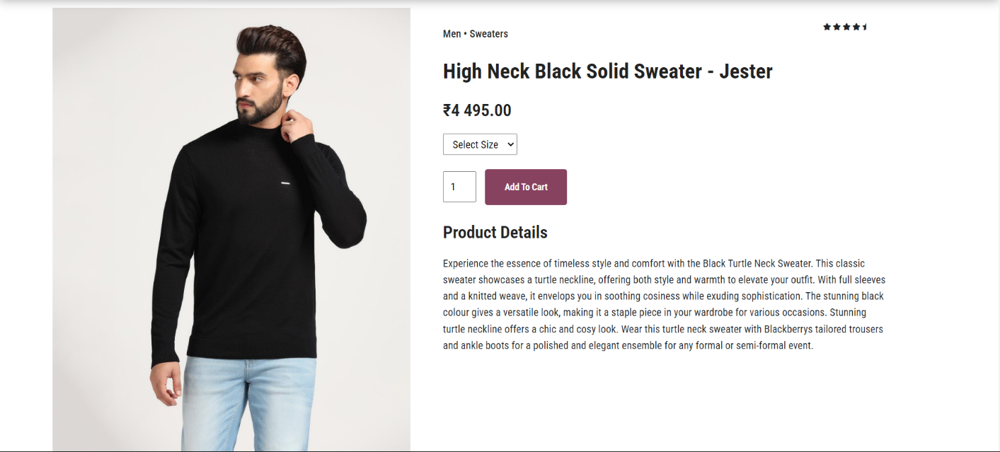 Men • Sweaters
High Neck Black Solid Sweater - Jester
₹4 495.00
Select Size
1
Add To Cart
Product Details
Experience the essence of timeless style and comfort with the Black Turtle Neck Sweater. This classic
sweater showcases a turtle neckline, offering both style and warmth to elevate your outfit. With full sleeves
and a knitted weave, it envelops you in soothing cosiness while exuding sophistication. The stunning black
colour gives a versatile look, making it a staple piece in your wardrobe for various occasions. Stunning
turtle neckline offers a chic and cosy look. Wear this turtle neck sweater with Blackberrys tailored trousers
and ankle boots for a polished and elegant ensemble for any formal or semi-formal event.